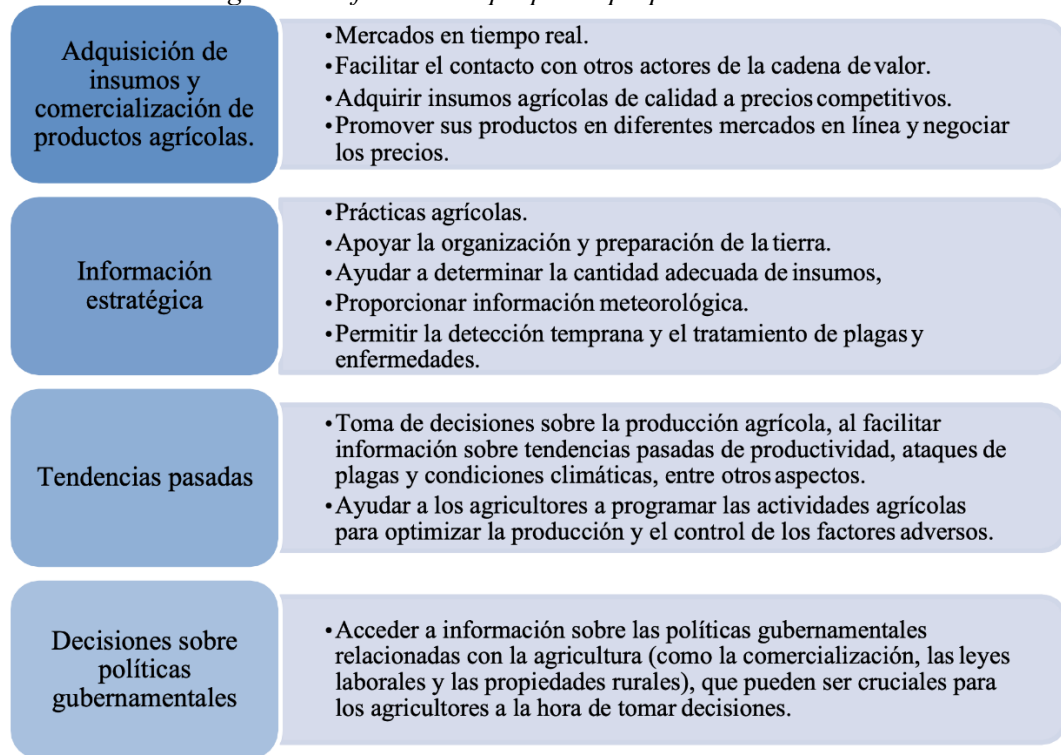 Adquisición de
insumos y
comercialización de
productos agrícolas.
•Mercados en tiempo real.
•Facilitar el contacto con otros actores de la cadena de valor.
•Adquirir insumos agrícolas de calidad a precios competitivos.
•Promover sus productos en diferentes mercados en línea y negociar
los precios.
Información
estratégica
•Prácticas agrícolas.
•Apoyar la organización y preparación de la tierra.
•Ayudar a determinar la cantidad adecuada de insumos,
•Proporcionar información meteorológica.
•Permitir la detección temprana y el tratamiento de plagas y
enfermedades.
Tendencias pasadas
•Toma de decisiones sobre la producción agrícola, al facilitar
información sobre tendencias pasadas de productividad, ataques de
plagas y condiciones climáticas, entre otros aspectos.
•Ayudar a los agricultores a programar las actividades agrícolas
para optimizar la producción y el control de los factores adversos.
Decisiones sobre
políticas
gubernamentales
•Acceder a información sobre las políticas gubernamentales
relacionadas con la agricultura (como la comercialización, las leyes
laborales y las propiedades rurales), que pueden ser cruciales para
los agricultores a la hora de tomar decisiones.